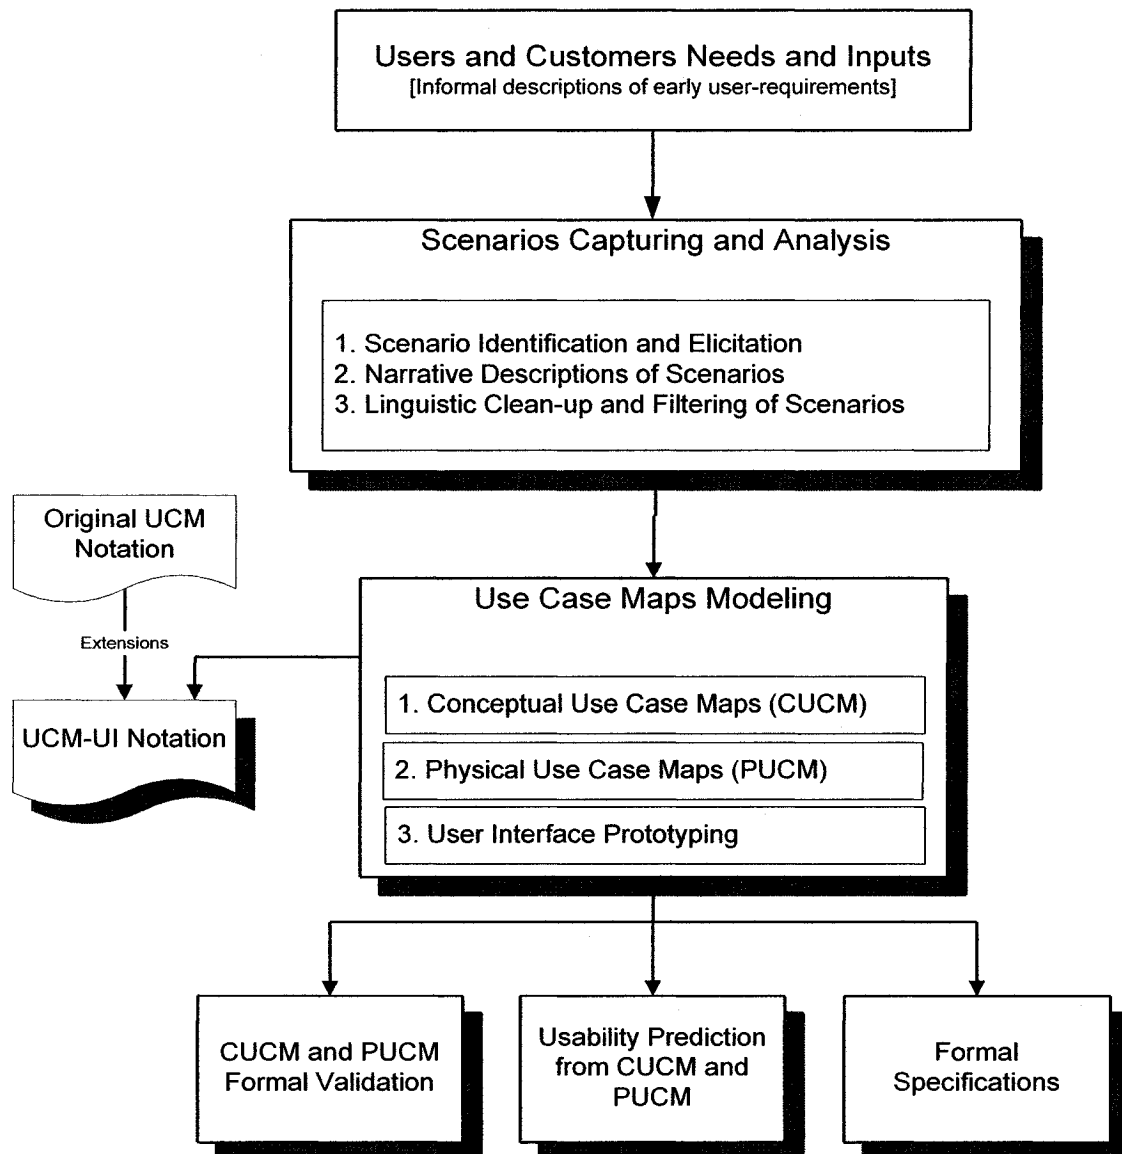 Users and Customers Needs and Inputs
[Informal descriptions of early user-requirements]
Scenarios Capturing and Analysis
1. Scenario Identification and Elicitation
2. Narrative Descriptions of Scenarios
3. Linguistic Clean-up and Filtering of Scenarios
Original UCM
Notation
Extensions
UCM-UI Notation
Use Case Maps Modeling
1. Conceptual Use Case Maps (CUCM)
2. Physical Use Case Maps (PUCM)
3. User Interface Prototyping
CUCM and PUCM
Formal Validation
Usability Prediction
from CUCM and
PUCM
Formal
Specifications